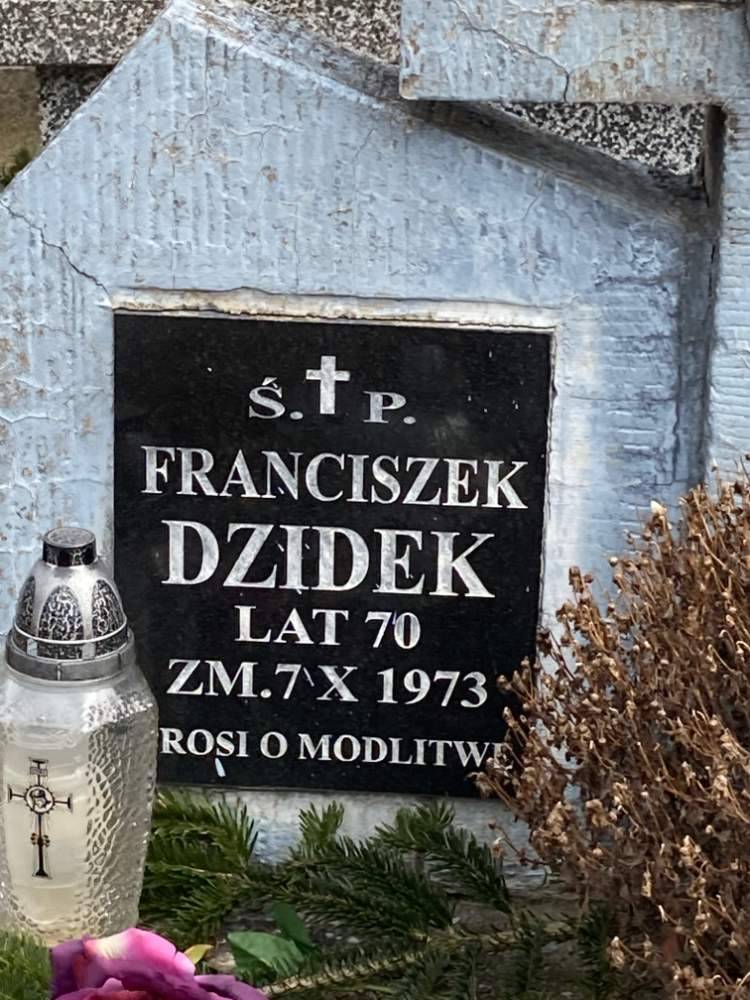 Ś. P.
FRANCISZEK
DZIDEK
LAT 70
ZM.7 X 1973
ROSI O MODLITWĘ